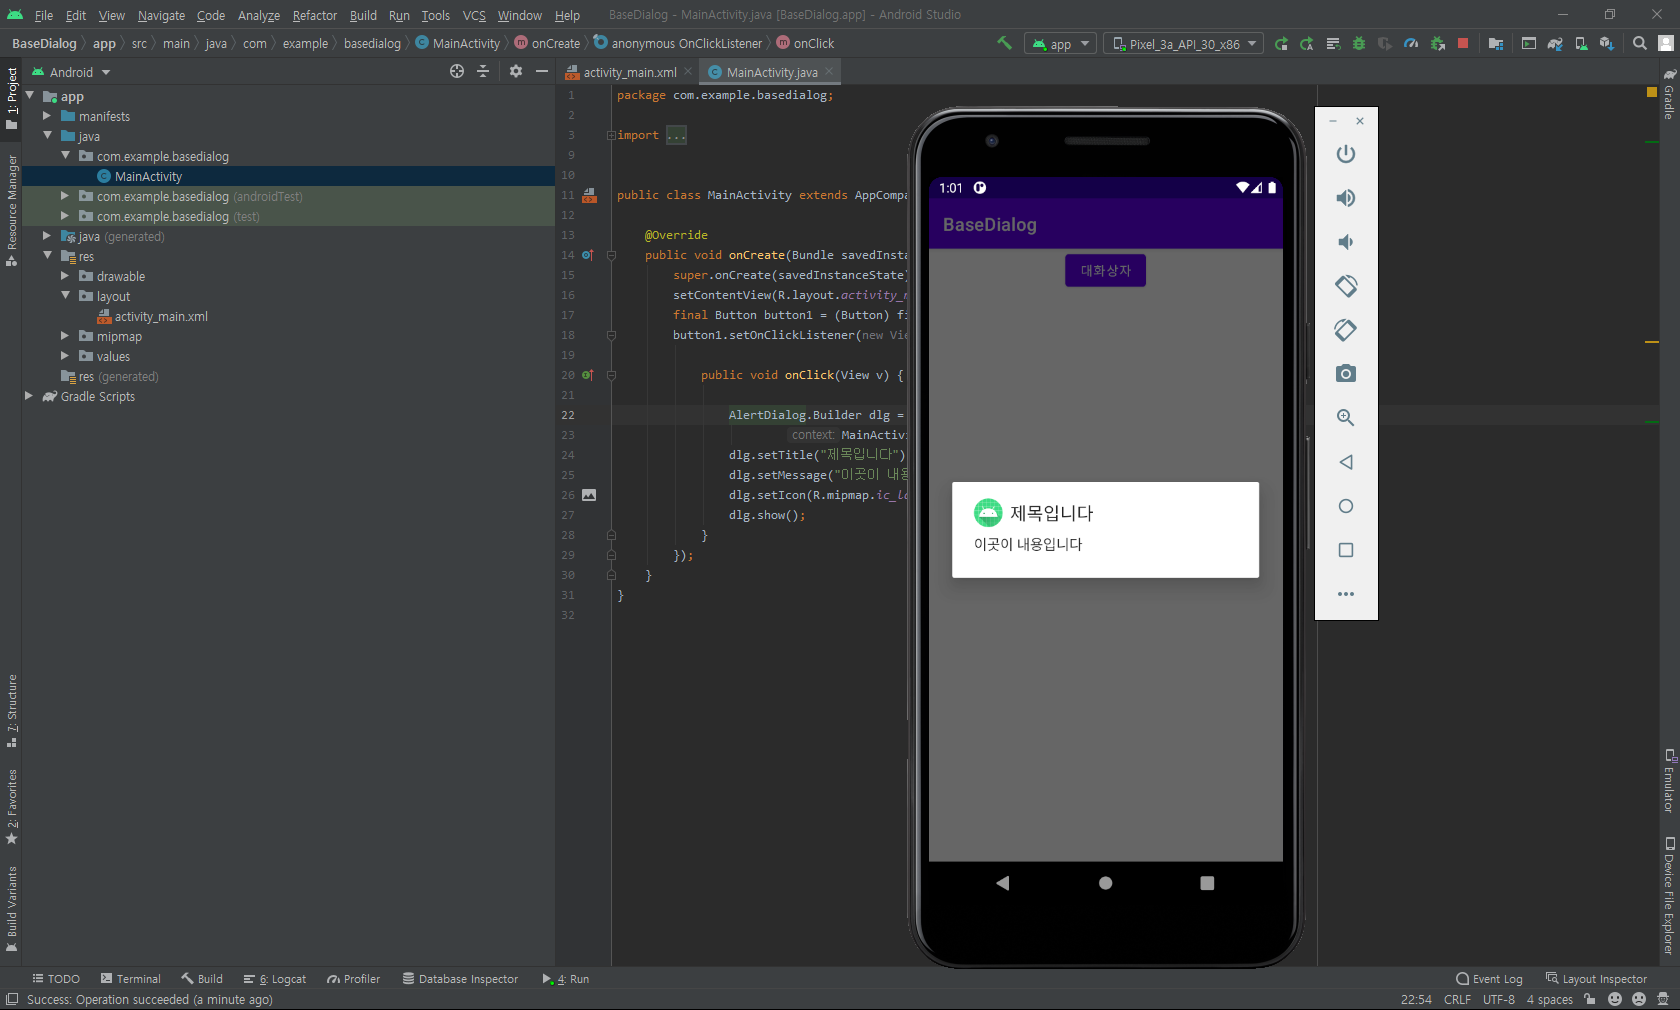 File Edit View Navigate Code Analyze Refactor Build Run Tools VCS Window Help BaseDialog - MainActivity.java [BaseDialog.app] - Android Studio
BaseDialog app src main java com example basedialog MainActivity onCreate anonymous OnClickListener onClick app Pixel_3a_API_30_x86
Android
activity_main.xml MainActivity.java
1: Project
Resource Manager
7: Structure
2: Favorites
Build Variants
app
manifests
java
com.example.basedialog
MainActivity
com.example.basedialog (androidTest)
com.example.basedialog (test)
java (generated)
res
drawable
layout
activity_main.xml
mipmap
values
res (generated)
Gradle Scripts
1 package com.example.basedialog;
2
3 import ...
9
10
11 public class MainActivity extends AppCompa
12
13 @Override
14 public void onCreate(Bundle savedInsta
15 super.onCreate(savedInstanceState)
16 setContentView(R.layout.activity_
17 final Button button1 = (Button) fi
18 button1.setOnClickListener(new Vie
19
20 public void onClick(View v) {
21
22 AlertDialog.Builder dlg =
23 context: MainActiv
24 dlg.setTitle("제목입니다")
25 dlg.setMessage("이곳이 내용
26 dlg.setIcon(R.mipmap.ic_la
27 dlg.show();
28 }
29 });
30 }
31 }
32
1:01
BaseDialog
대화상자
제목입니다
이곳이 내용입니다
Gradle
Emulator
Device File Explorer
TODO Terminal Build 6: Logcat Profiler Database Inspector 4: Run Event Log Layout Inspector
Success: Operation succeeded (a minute ago) 22:54 CRLF UTF-8 4 spaces